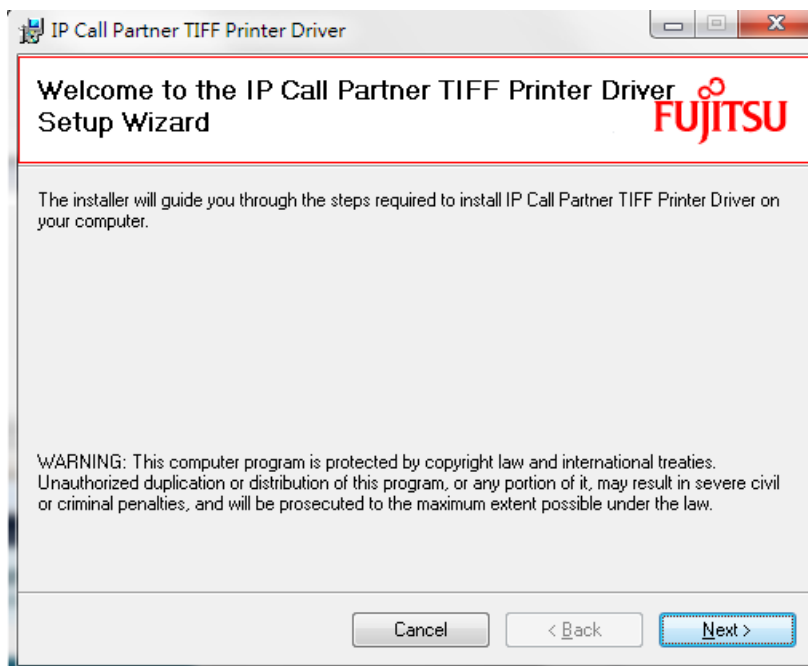 IP Call Partner TIFF Printer Driver
Welcome to the IP Call Partner TIFF Printer Driver
Setup Wizard
FUJITSU
The installer will guide you through the steps required to install IP Call Partner TIFF Printer Driver on
your computer.
WARNING: This computer program is protected by copyright law and international treaties.
Unauthorized duplication or distribution of this program, or any portion of it, may result in severe civil
or criminal penalties, and will be prosecuted to the maximum extent possible under the law.
Cancel
< Back
Next >